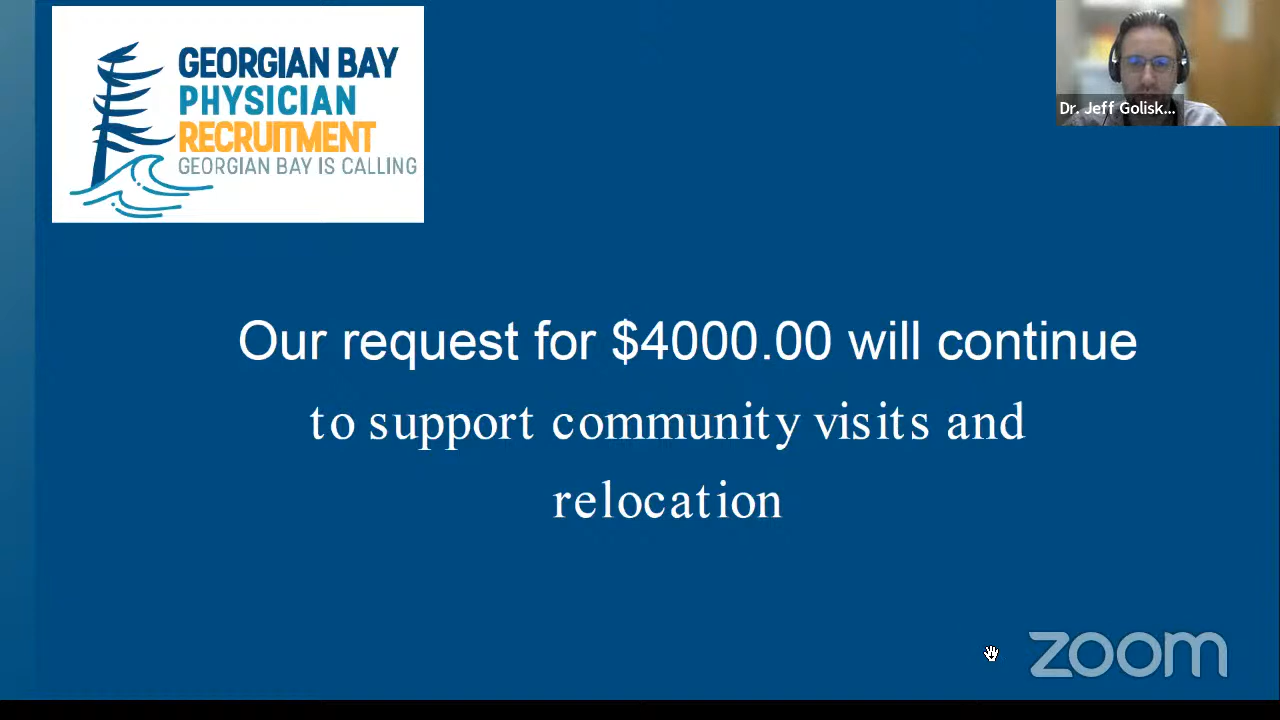 GEORGIAN BAY
PHYSICIAN
RECRUITMENT
GEORGIAN BAY IS CALLING
Dr. Jeff Golisk...
Our request for $4000.00 will continue
to support community visits and
relocation
zoom